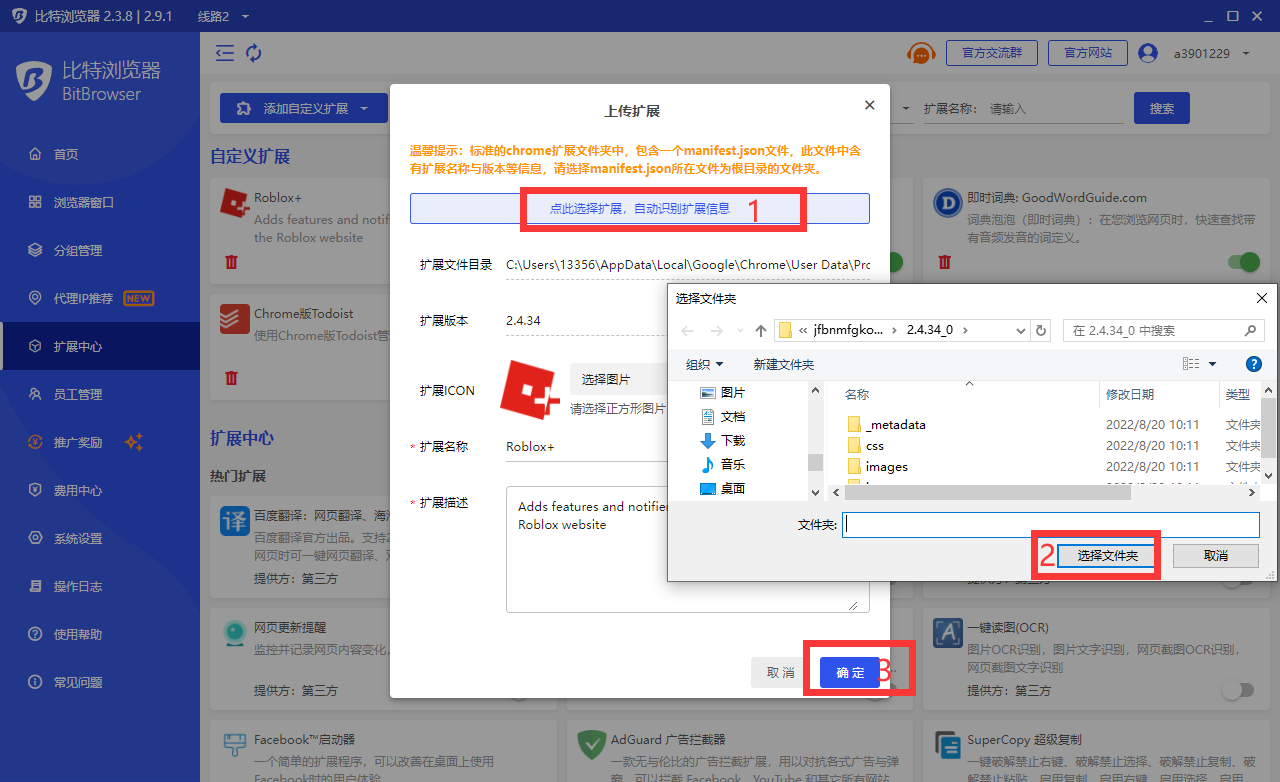 比特浏览器 2.3.8 | 2.9.1
线路2
比特浏览器
BitBrowser
首页
浏览器窗口
分组管理
代理IP推荐 NEW
扩展中心
员工管理
推广奖励
费用中心
系统设置
操作日志
使用帮助
常见问题
官方交流群
官方网站
a3901229
添加自定义扩展
扩展名称: 请输入
搜索
自定义扩展
Roblox+
Adds features and notifi
the Roblox website
Chrome版Todoist
使用Chrome版Todoist管
即时词典: GoodWordGuide.com
词典泡泡（即时词典）：在您浏览网页时，快速查找带
有音频发音的词定义。
扩展中心
热门扩展
百度翻译：网页翻译、海
百度翻译官方出品。支持
网页时可一键网页翻译、
提供方：第三方
网页更新提醒
监控并记录网页内容变化，
提供方：第三方
一键读图(OCR)
图片OCR识别，图片文字识别，网页截图OCR识别，
网页截图文字识别
提供方：第三方
Facebook™启动器
一个简单的扩展程序，可以改善在桌面上使用
Facebook时的用户体验
AdGuard 广告拦截器
一款无与伦比的广告拦截扩展，用以对抗各式广告与弹
窗。可以拦截 Facebook、YouTube 和其它所有网站
SuperCopy 超级复制
一键破解禁止右键、破解禁止选择、破解禁止复制、破
解禁止粘贴，启用复制，启用右键，启用选择，启用
上传扩展
温馨提示：标准的chrome扩展文件夹中，包含一个manifest.json文件，此文件中含
有扩展名称与版本等信息，请选择manifest.json所在文件为根目录的文件夹。
点此选择扩展，自动识别扩展信息 1
扩展文件目录 C:\Users\13356\AppData\Local\Google\Chrome\User Data\Prc
扩展版本 2.4.34
扩展ICON
选择图片
请选择正方形图片
* 扩展名称 Roblox+
* 扩展描述
Adds features and notifier
Roblox website
取 消
确 定 3
选择文件夹
« jfbnmfgko... › 2.4.34_0 ›
在 2.4.34_0 中搜索
组织
新建文件夹
图片
文档
下载
音乐
桌面
名称 修改日期 类型
_metadata 2022/8/20 10:11 文件夹
css 2022/8/20 10:11 文件夹
images 2022/8/20 10:11 文件夹
文件夹:
2 选择文件夹
取消